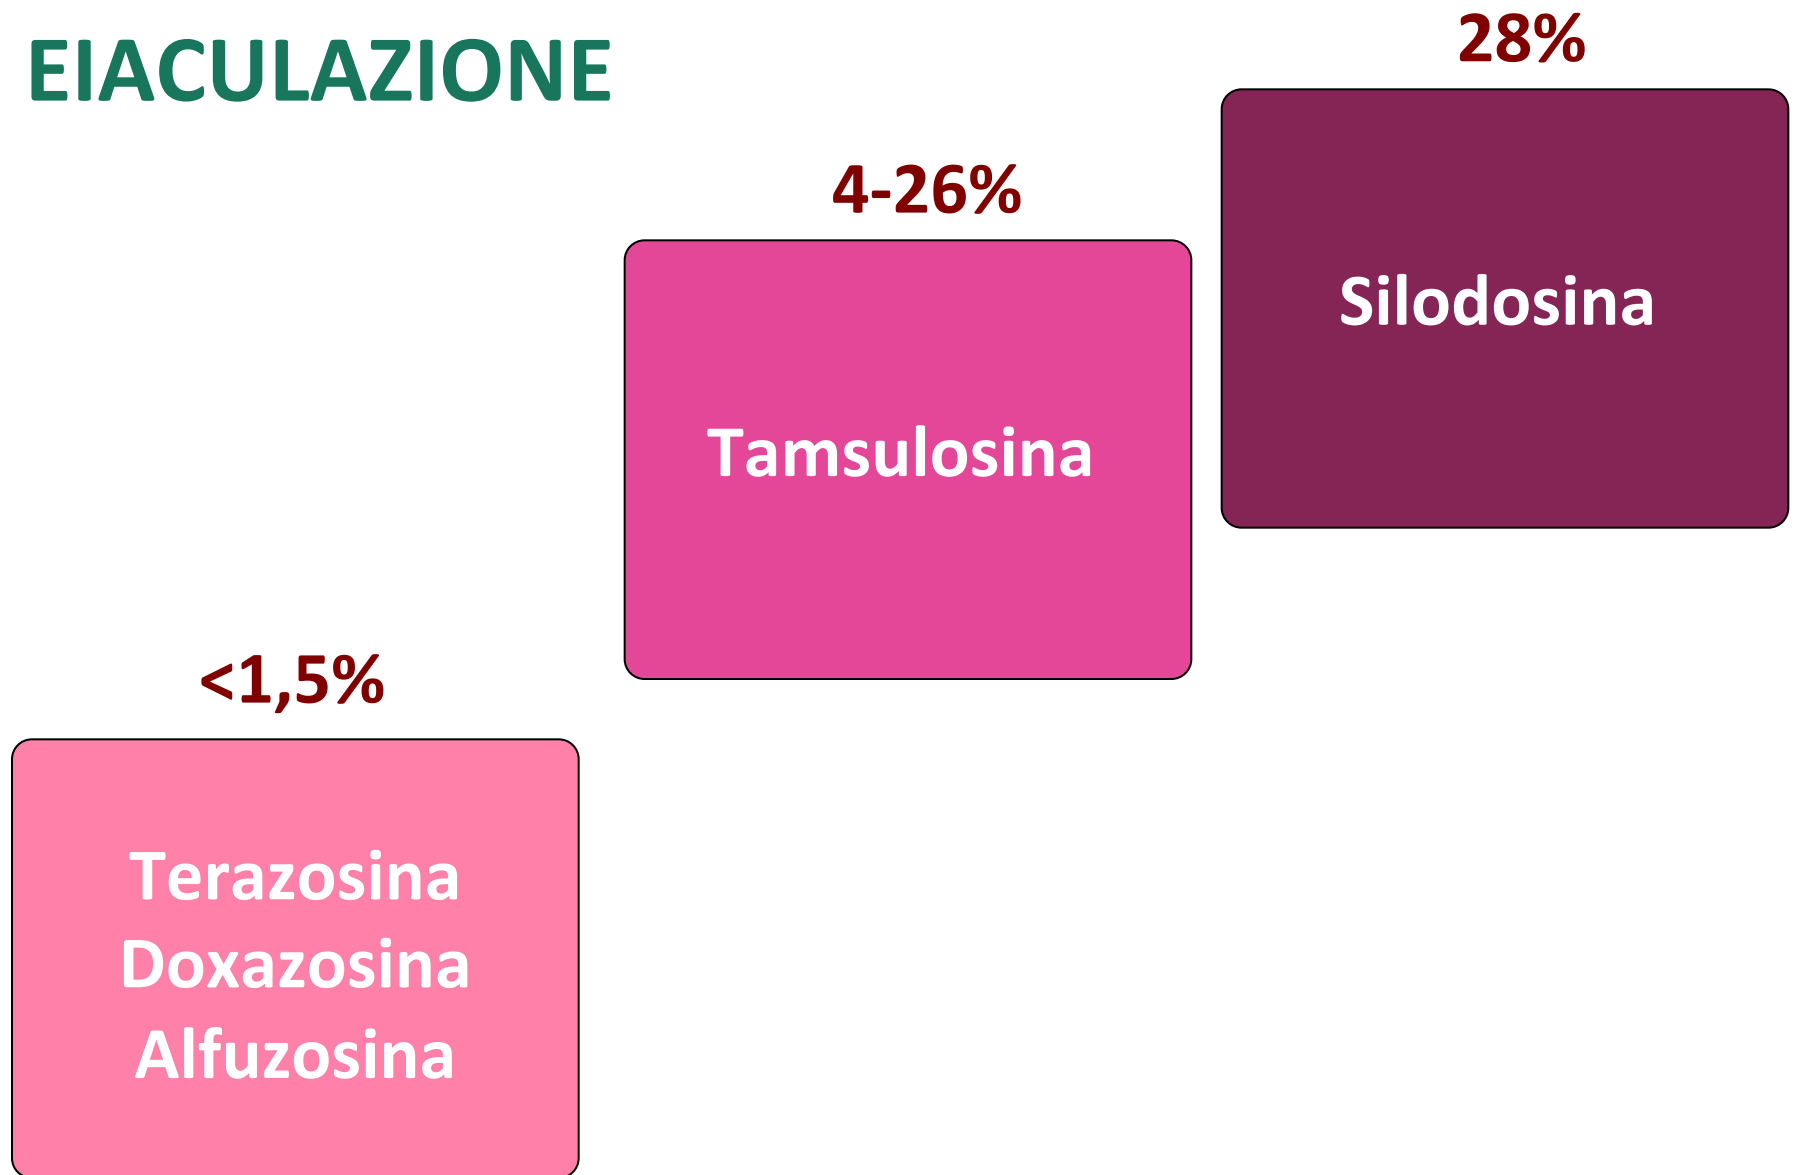 EIACULAZIONE
28%
Silodosina
4-26%
Tamsulosina
<1,5%
Terazosina
Doxazosina
Alfuzosina